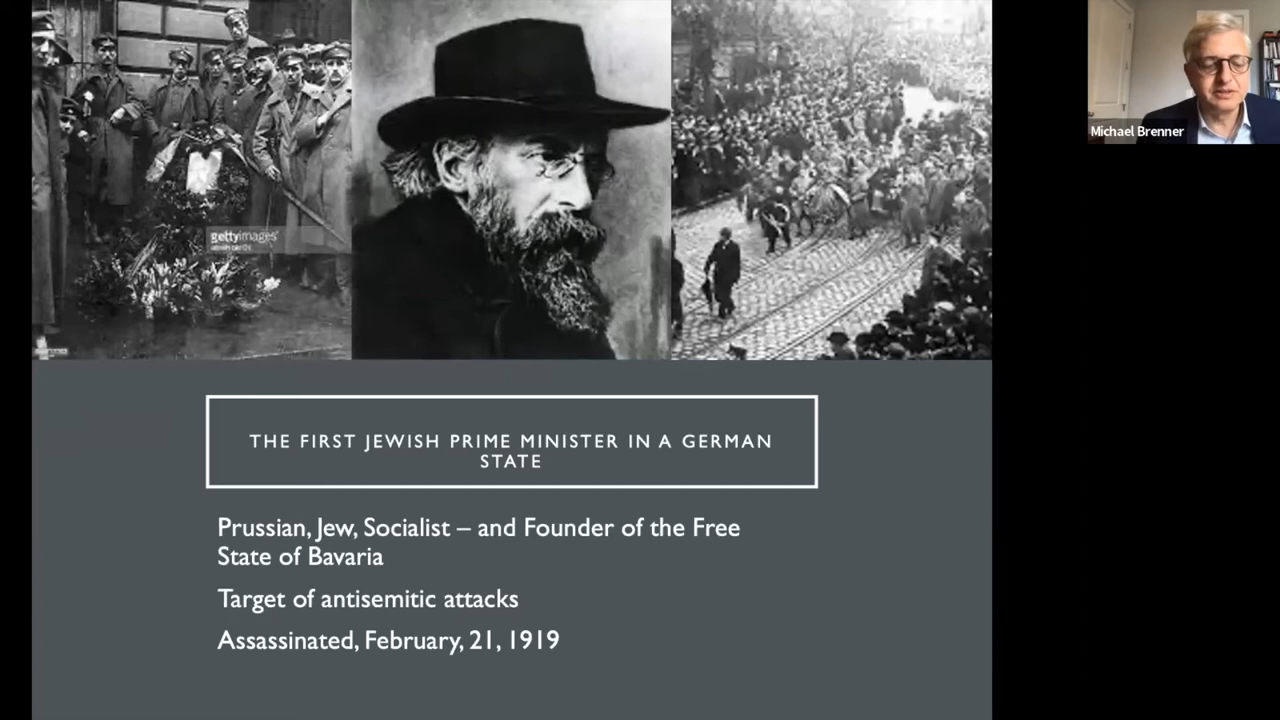 gettyimages
Michael Brenner
THE FIRST JEWISH PRIME MINISTER IN A GERMAN
STATE
Prussian, Jew, Socialist – and Founder of the Free
State of Bavaria
Target of antisemitic attacks
Assassinated, February, 21, 1919